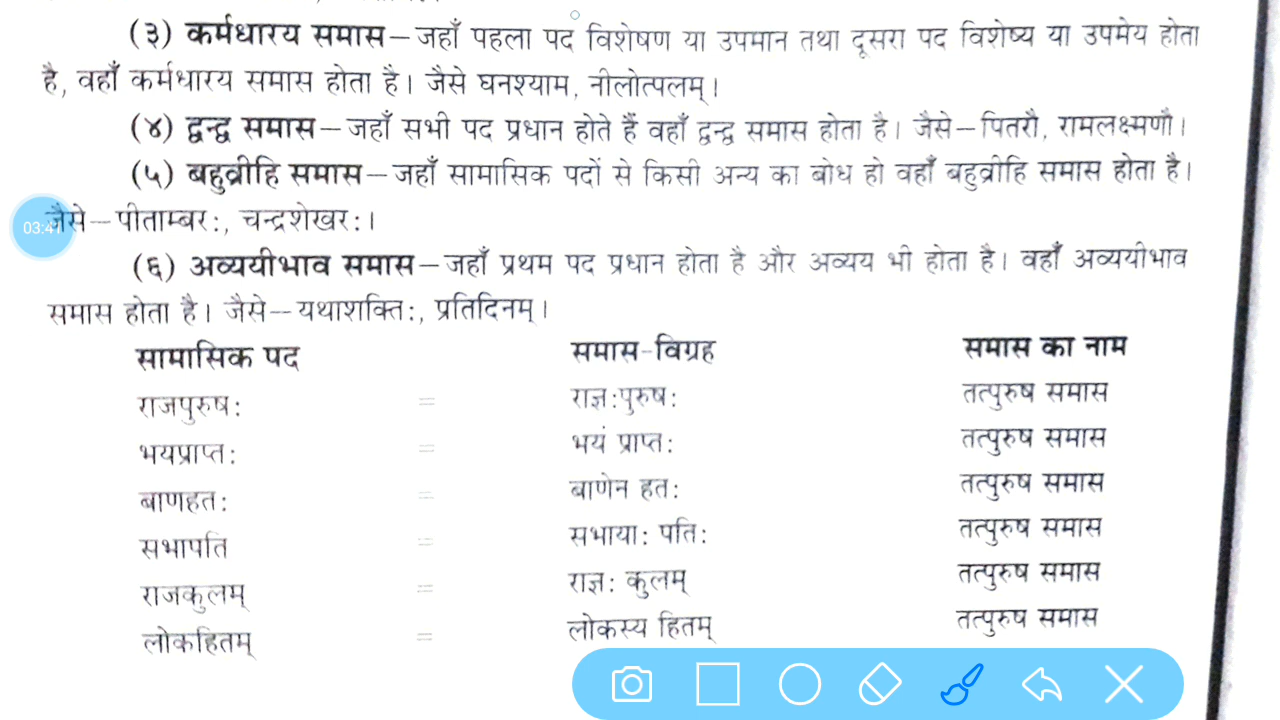 (३) कर्मधारय समास–जहाँ पहला पद विशेषण या उपमान तथा दूसरा पद विशेष्य या उपमेय होता
है, वहाँ कर्मधारय समास होता है। जैसे घनश्याम, नीलोत्पलम्।
(४) द्वन्द्व समास–जहाँ सभी पद प्रधान होते हैं वहाँ द्वन्द्व समास होता है। जैसे–पितरौ, रामलक्ष्मणौ।
(५) बहुव्रीहि समास–जहाँ सामासिक पदों से किसी अन्य का बोध हो वहाँ बहुव्रीहि समास होता है।
जैसे–पीताम्बर:, चन्द्रशेखर:।
03:41
(६) अव्ययीभाव समास–जहाँ प्रथम पद प्रधान होता है और अव्यय भी होता है। वहाँ अव्ययीभाव
समास होता है। जैसे–यथाशक्ति:, प्रतिदिनम्।
सामासिक पद समास-विग्रह समास का नाम
राजपुरुष: = राज्ञ:पुरुष: तत्पुरुष समास
भयप्राप्त: = भयं प्राप्त: तत्पुरुष समास
बाणहत: = बाणेन हत: तत्पुरुष समास
सभापति = सभाया: पति: तत्पुरुष समास
राजकुलम् = राज्ञ: कुलम् तत्पुरुष समास
लोकहितम् = लोकस्य हितम् तत्पुरुष समास